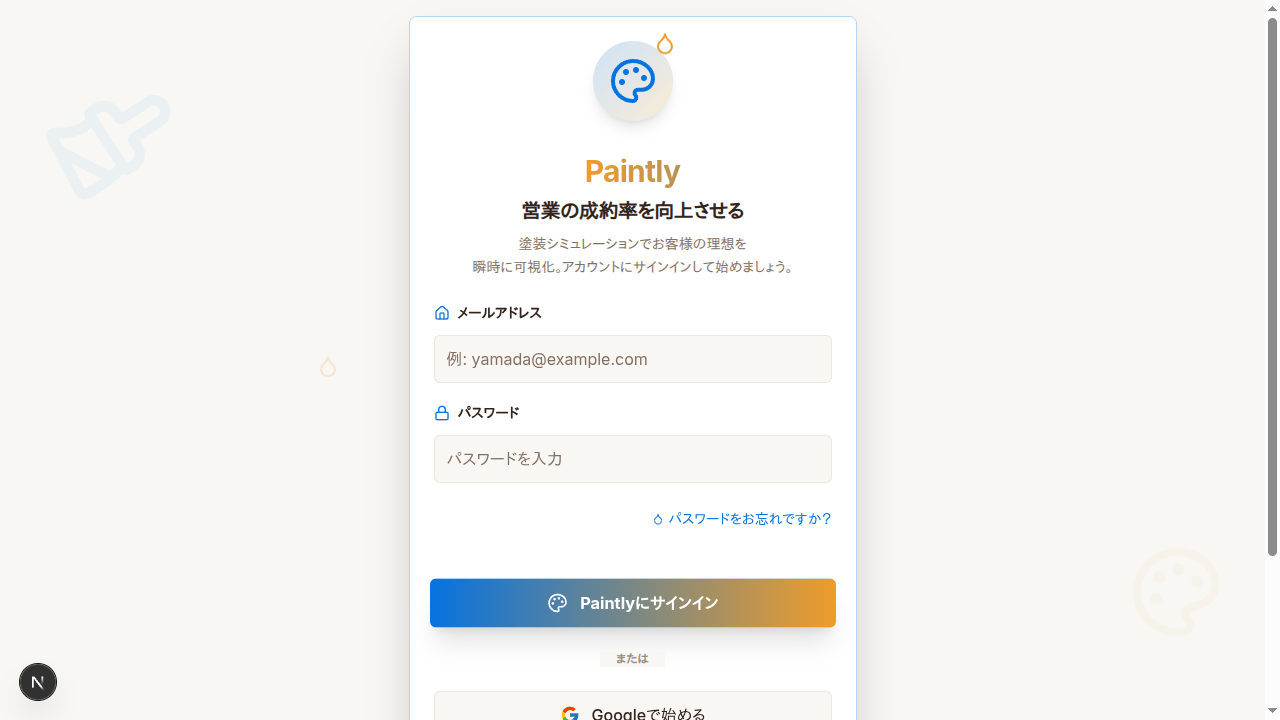 Paintly
営業の成約率を向上させる
塗装シミュレーションでお客様の理想を
瞬時に可視化。アカウントにサインインして始めましょう。
メールアドレス
例: yamada@example.com
パスワード
パスワードを入力
パスワードをお忘れですか?
Paintlyにサインイン
または
Googleで始める
N